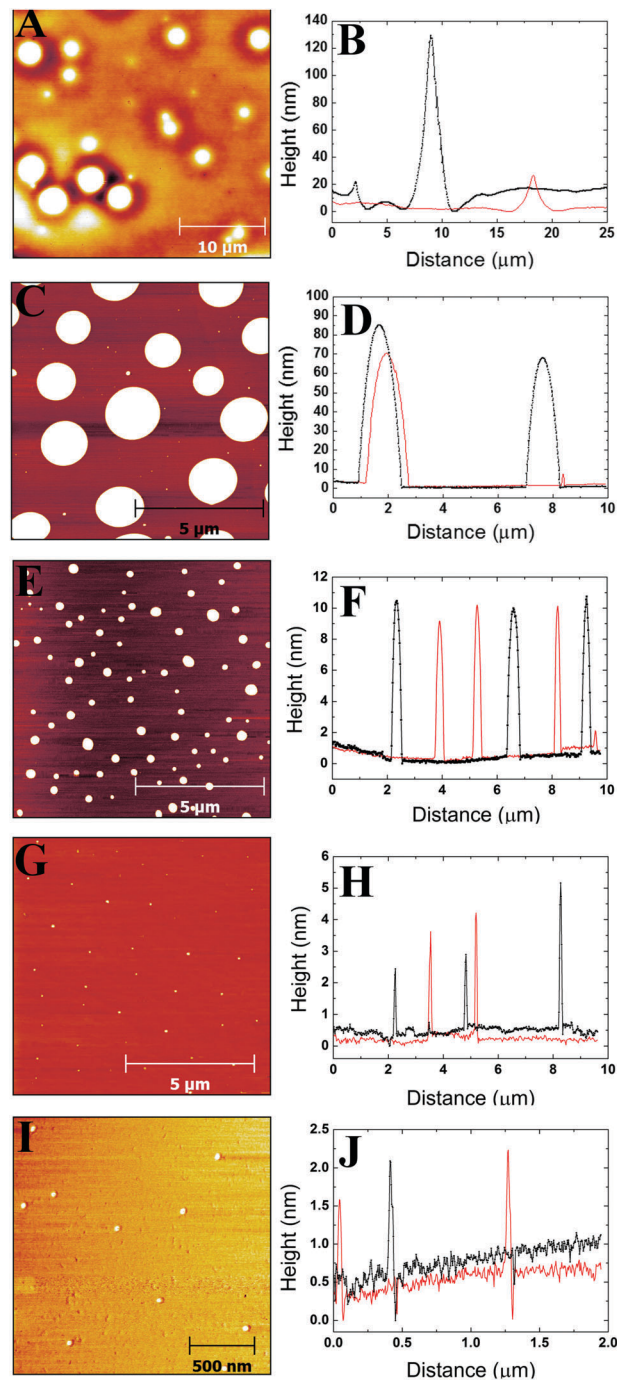 A
10 µm
B
Height (nm)
140
120
100
80
60
40
20
0
0 5 10 15 20 25
Distance (µm)
C
5 µm
D
Height (nm)
100
90
80
70
60
50
40
30
20
10
0
0 2 4 6 8 10
Distance (µm)
E
5 µm
F
Height (nm)
12
10
8
6
4
2
0
0 2 4 6 8 10
Distance (µm)
G
5 µm
H
Height (nm)
6
5
4
3
2
1
0
0 2 4 6 8 10
Distance (µm)
I
500 nm
J
Height (nm)
2.5
2.0
1.5
1.0
0.5
0.0
0.0 0.5 1.0 1.5 2.0
Distance (µm)